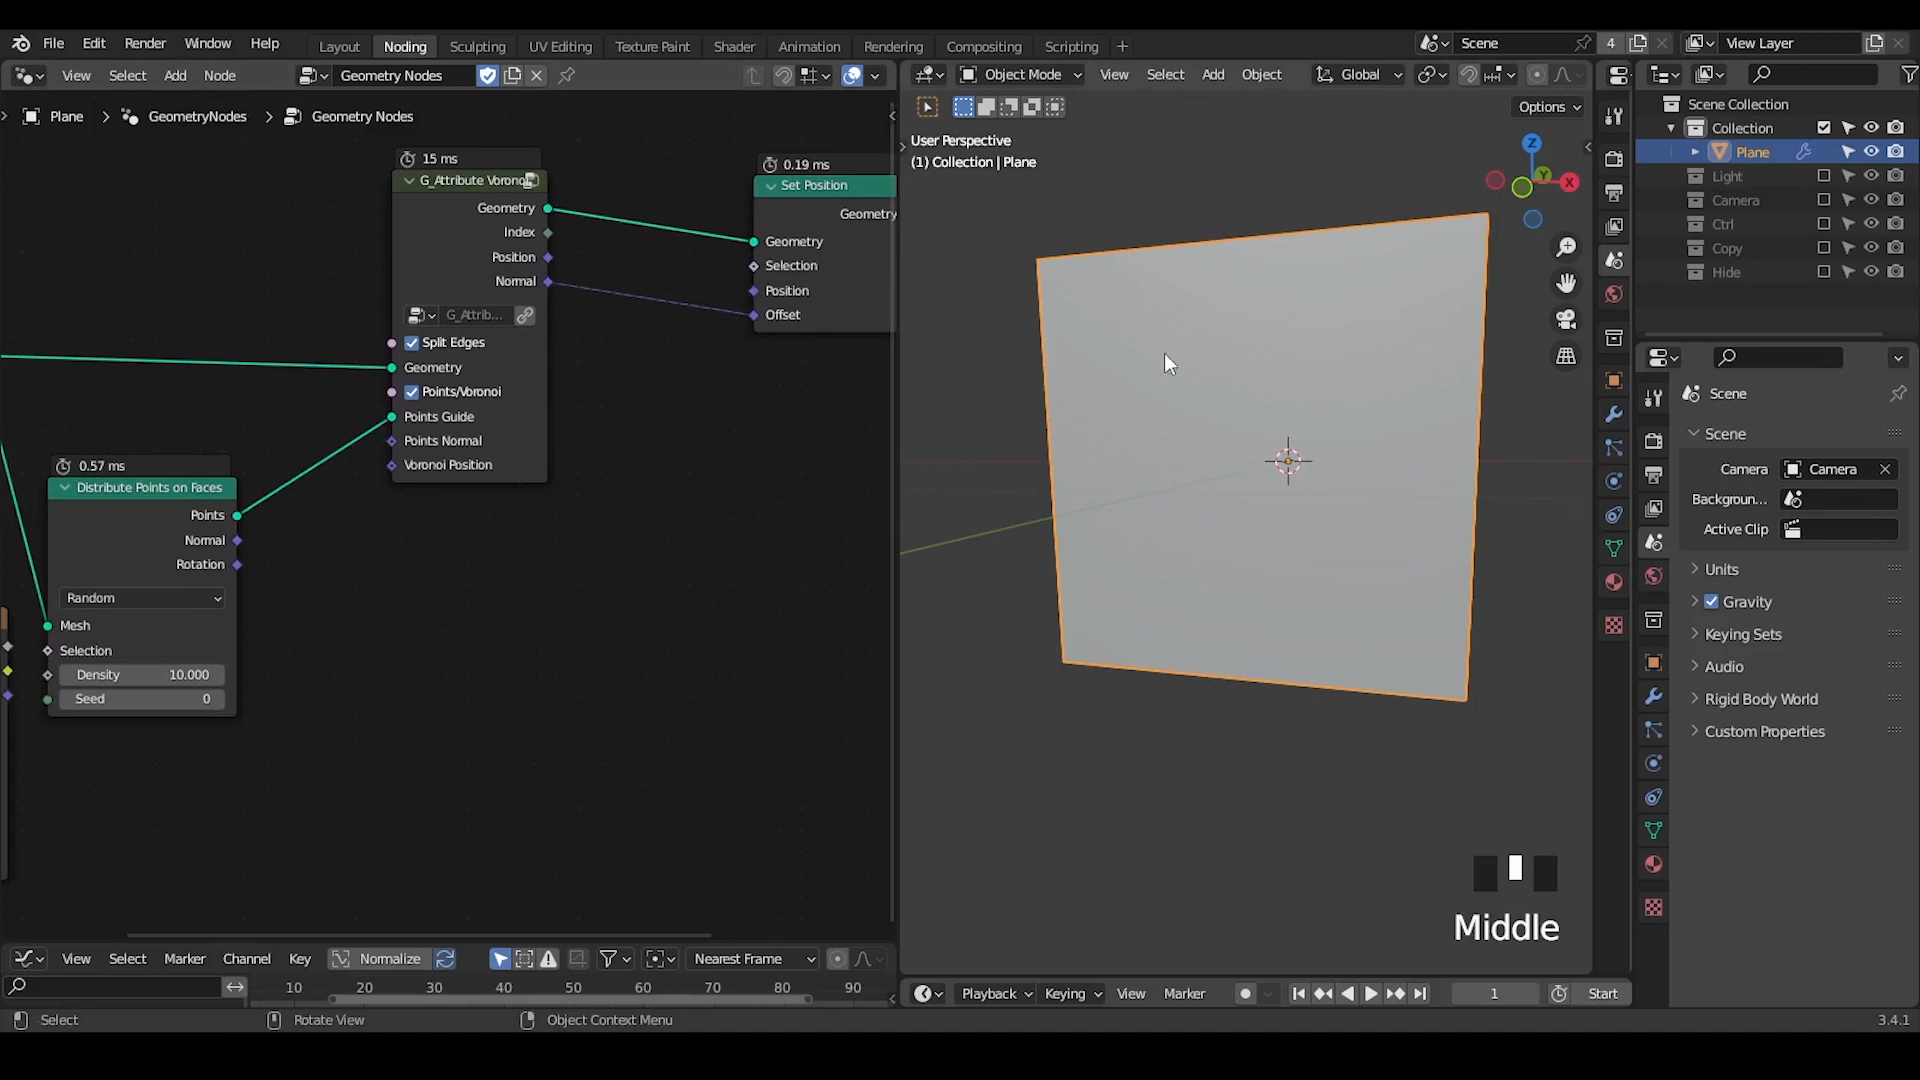 File Edit Render Window Help Layout Noding Sculpting UV Editing Texture Paint Shader Animation Rendering Compositing Scripting Scene 4 View Layer
View Select Add Node Geometry Nodes
Object Mode View Select Add Object Global
Plane GeometryNodes Geometry Nodes
Options
User Perspective
(1) Collection | Plane
Z
Y
X
15 ms
G_Attribute Vorono
Geometry
Index
Position
Normal
G_Attrib...
Split Edges
Geometry
Points/Voronoi
Points Guide
Points Normal
Voronoi Position
0.19 ms
Set Position
Geometry
Geometry
Selection
Position
Offset
0.57 ms
Distribute Points on Faces
Points
Normal
Rotation
Random
Mesh
Selection
Density 10.000
Seed 0
Middle
Scene Collection
Collection
Plane
Light
Camera
Ctrl
Copy
Hide
Scene
Scene
Camera Camera
Backgroun...
Active Clip
Units
Gravity
Keying Sets
Audio
Rigid Body World
Custom Properties
View Select Marker Channel Key Normalize Nearest Frame
10 20 30 40 50 60 70 80 90
Playback Keying View Marker 1 Start
Select Rotate View Object Context Menu 3.4.1